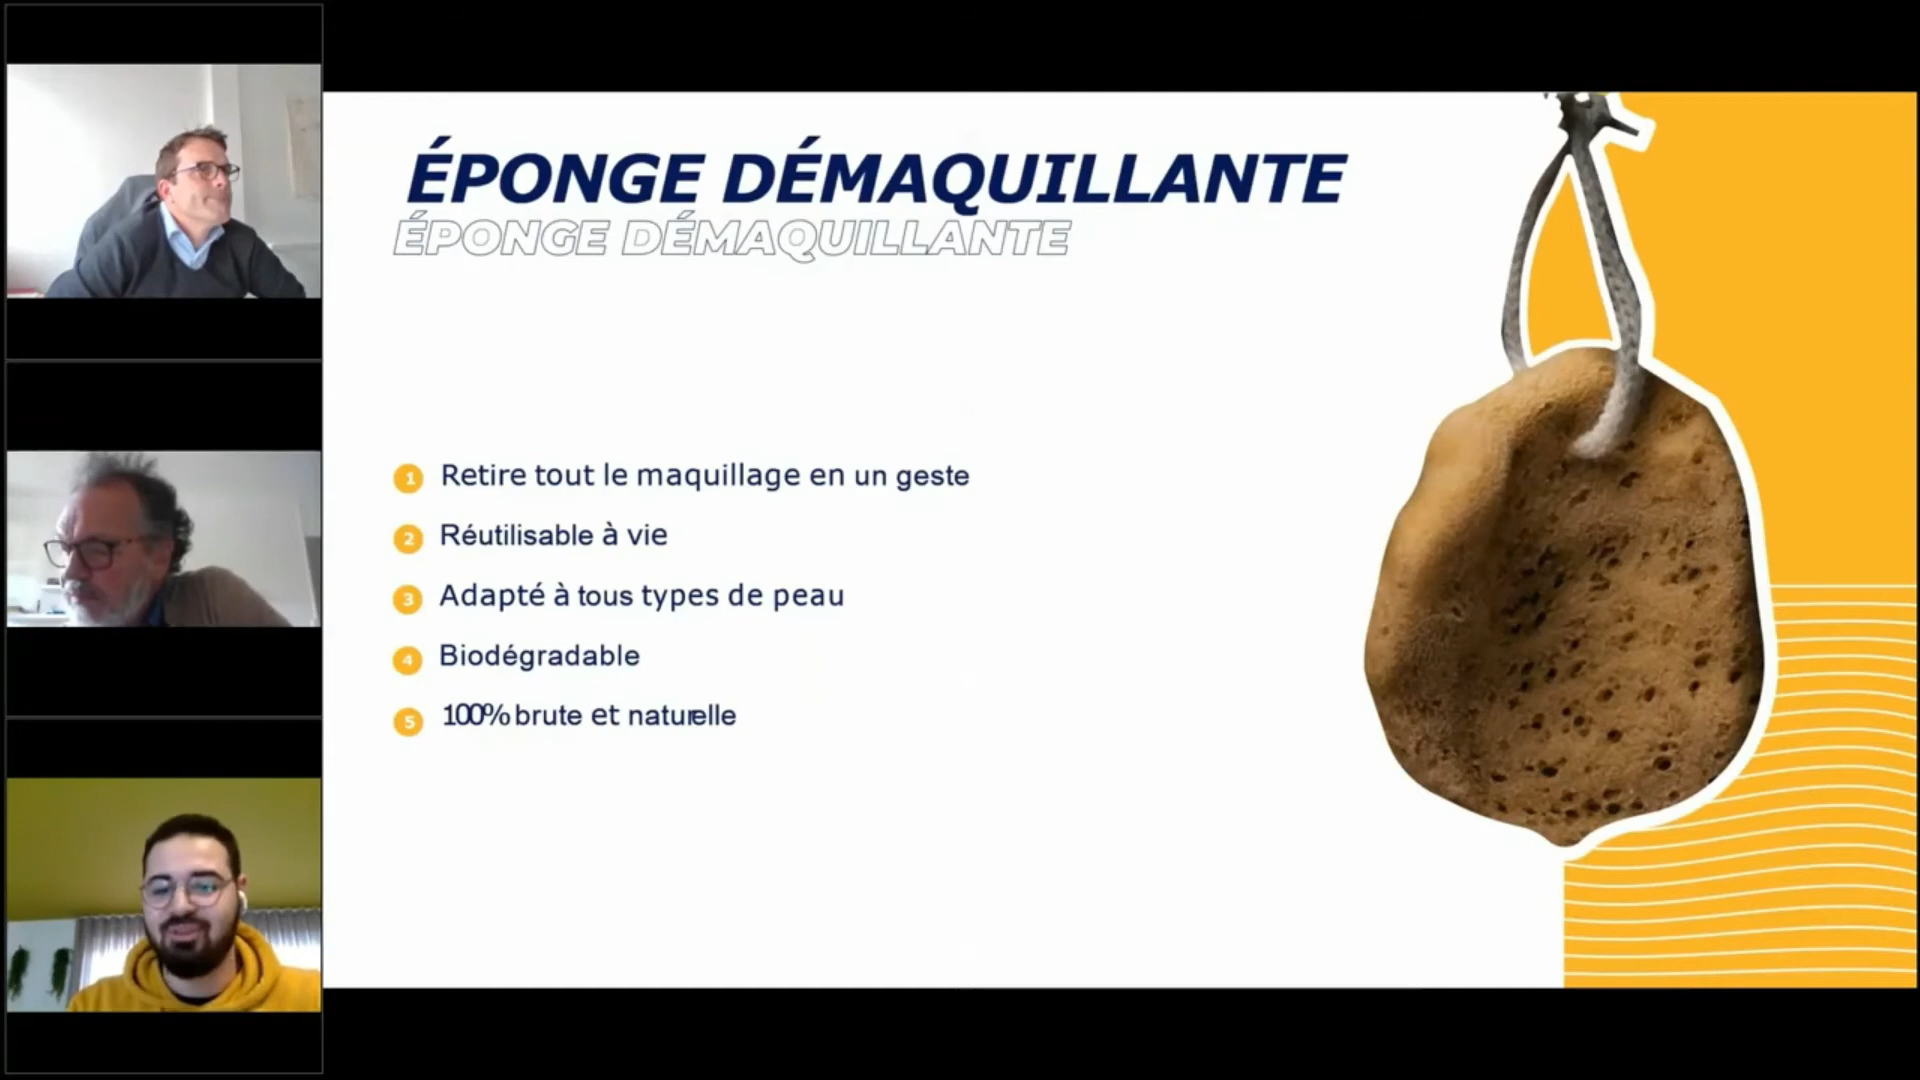 ÉPONGE DÉMAQUILLANTE
ÉPONGE DÉMAQUILLANTE
1 Retire tout le maquillage en un geste
2 Réutilisable à vie
3 Adapté à tous types de peau
4 Biodégradable
5 100% brute et naturelle